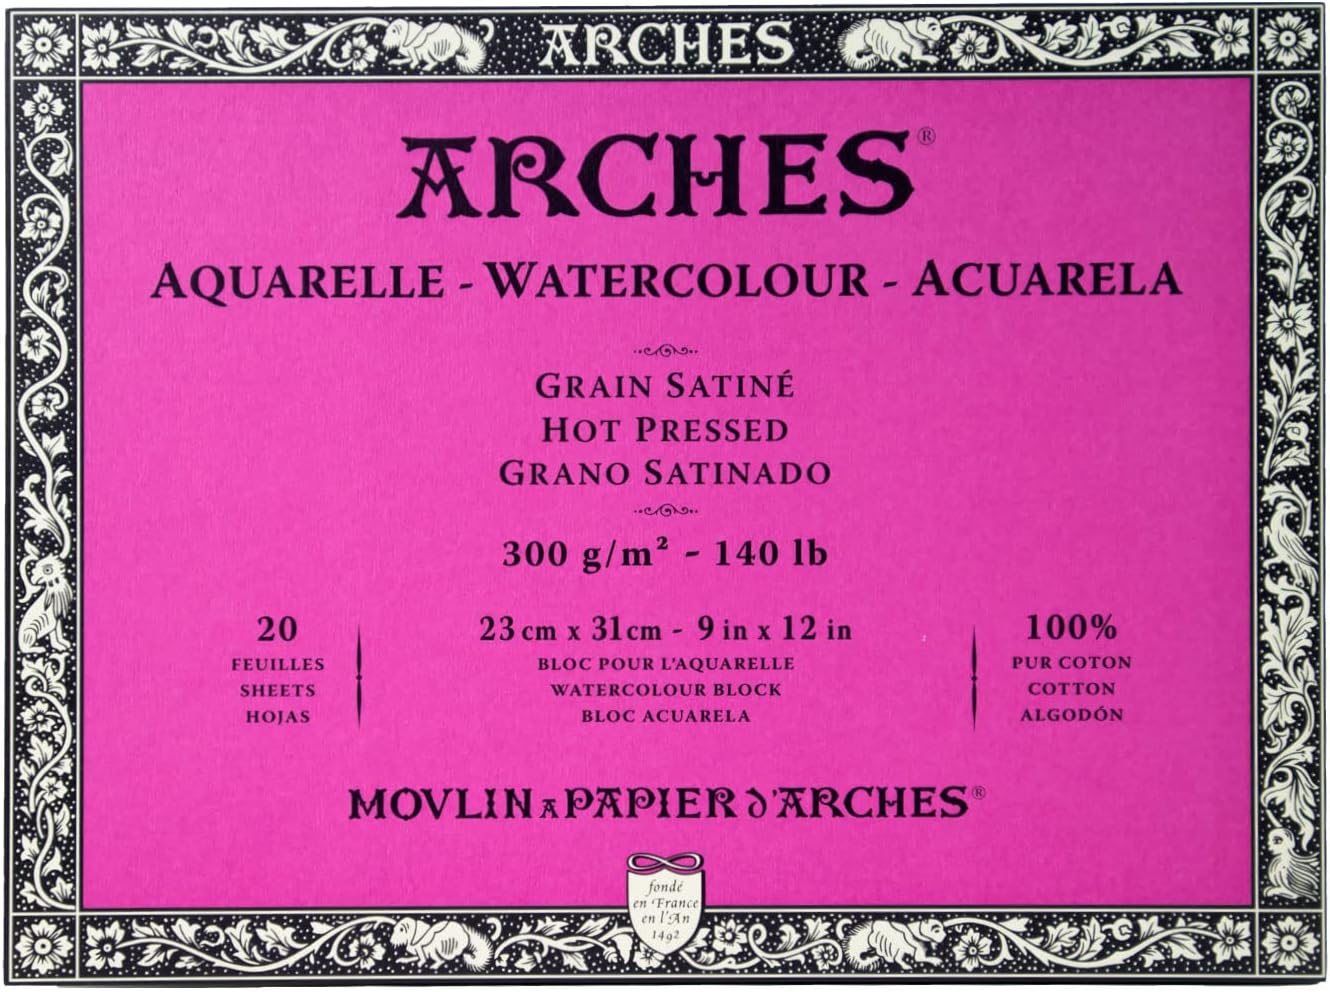 ARCHES
ARCHES®
AQUARELLE - WATERCOLOUR - ACUARELA
GRAIN SATINÉ
HOT PRESSED
GRANO SATINADO
300 g/m² - 140 lb
20
FEUILLES
SHEETS
HOJAS
23 cm x 31 cm - 9 in x 12 in
BLOC POUR L'AQUARELLE
WATERCOLOUR BLOCK
BLOC ACUARELA
100%
PUR COTON
COTTON
ALGODÓN
MOVLIN A PAPIER D'ARCHES®
fondé
en France
en l'An
1492